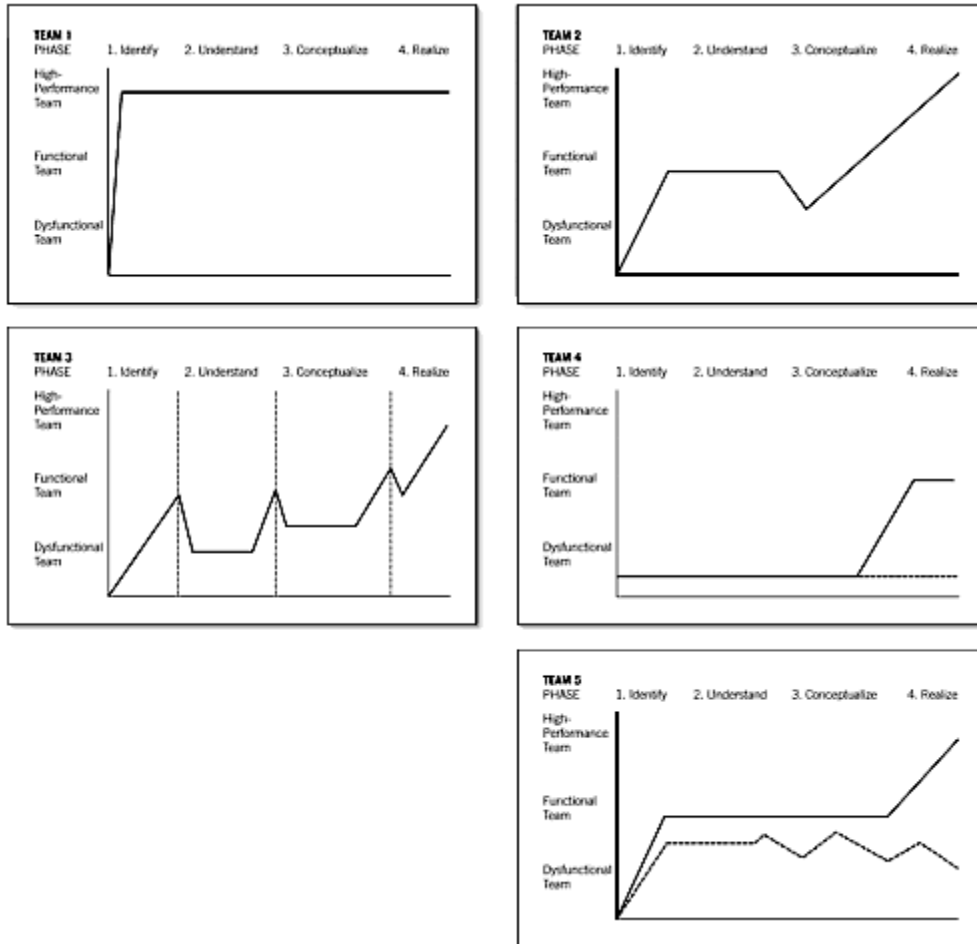 TEAM 1
PHASE 1. Identify 2. Understand 3. Conceptualize 4. Realize
High-
Performance
Team
Functional
Team
Dysfunctional
Team
TEAM 2
PHASE 1. Identify 2. Understand 3. Conceptualize 4. Realize
High-
Performance
Team
Functional
Team
Dysfunctional
Team
TEAM 3
PHASE 1. Identify 2. Understand 3. Conceptualize 4. Realize
High-
Performance
Team
Functional
Team
Dysfunctional
Team
TEAM 4
PHASE 1. Identify 2. Understand 3. Conceptualize 4. Realize
High-
Performance
Team
Functional
Team
Dysfunctional
Team
TEAM 5
PHASE 1. Identify 2. Understand 3. Conceptualize 4. Realize
High-
Performance
Team
Functional
Team
Dysfunctional
Team